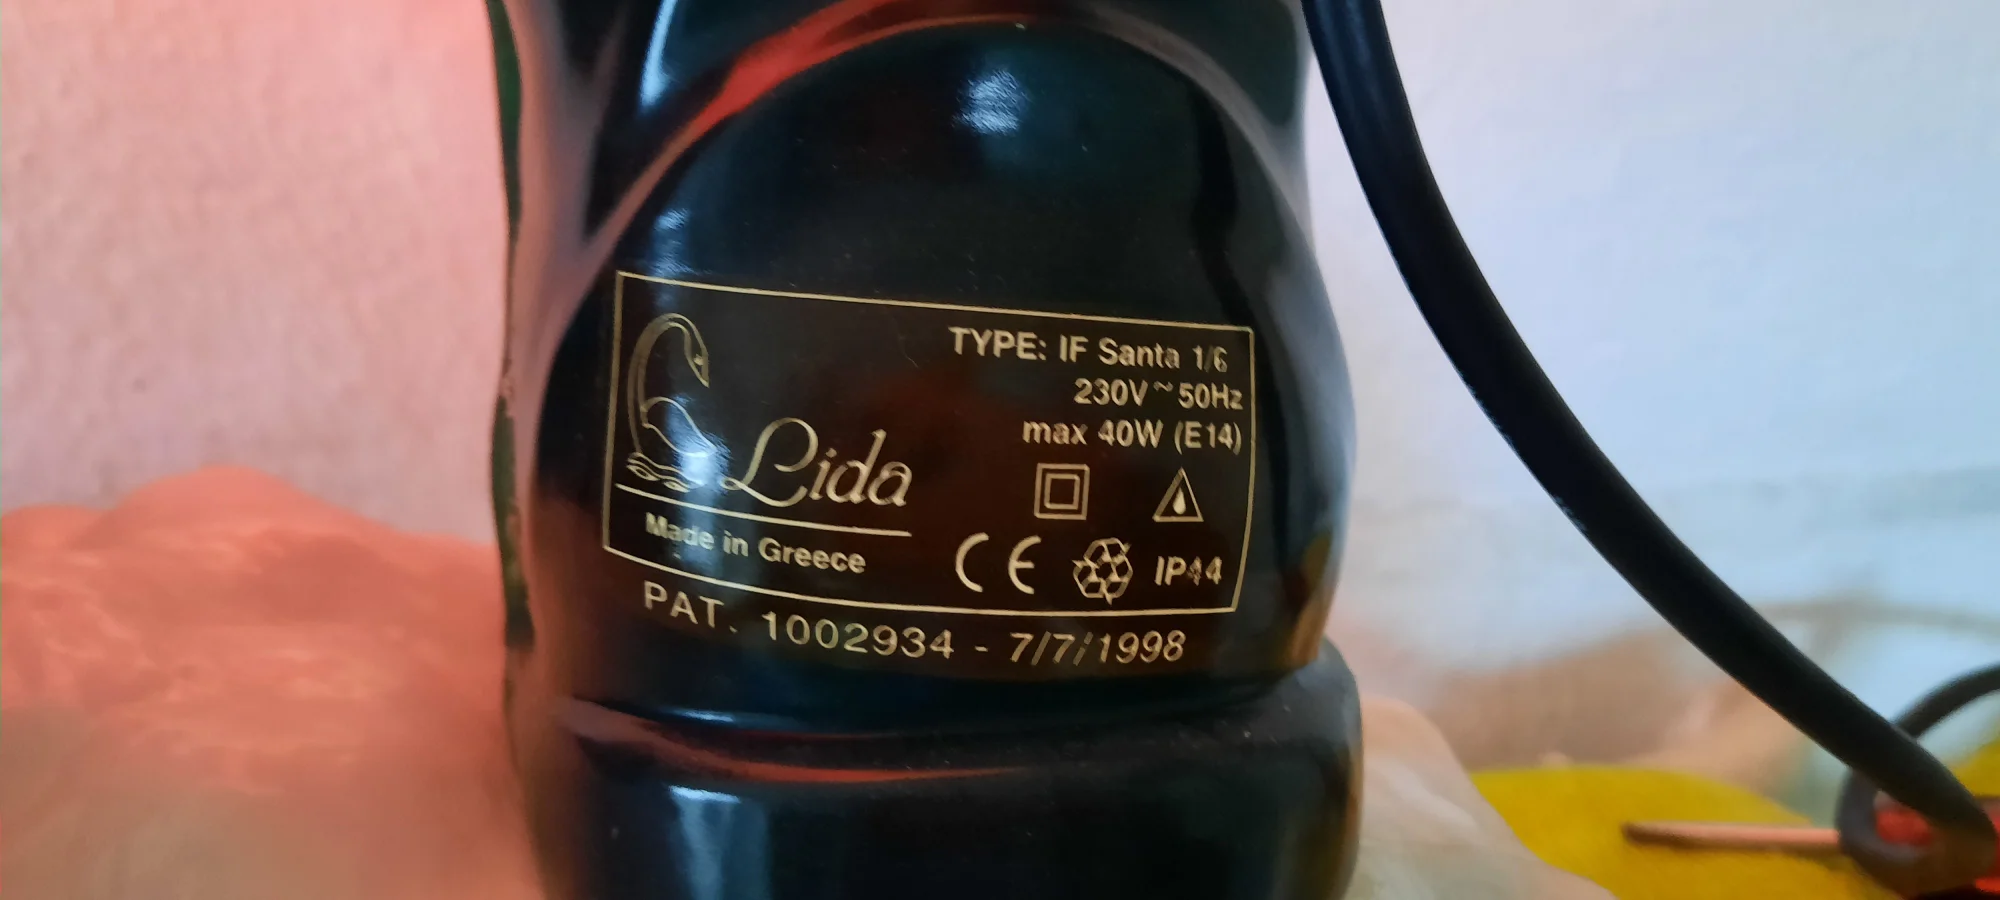 TYPE: IF Santa 1/6
230V~50Hz
max 40W (E14)
Lida
Made in Greece
CE IP44
PAT. 1002934 - 7/7/1998